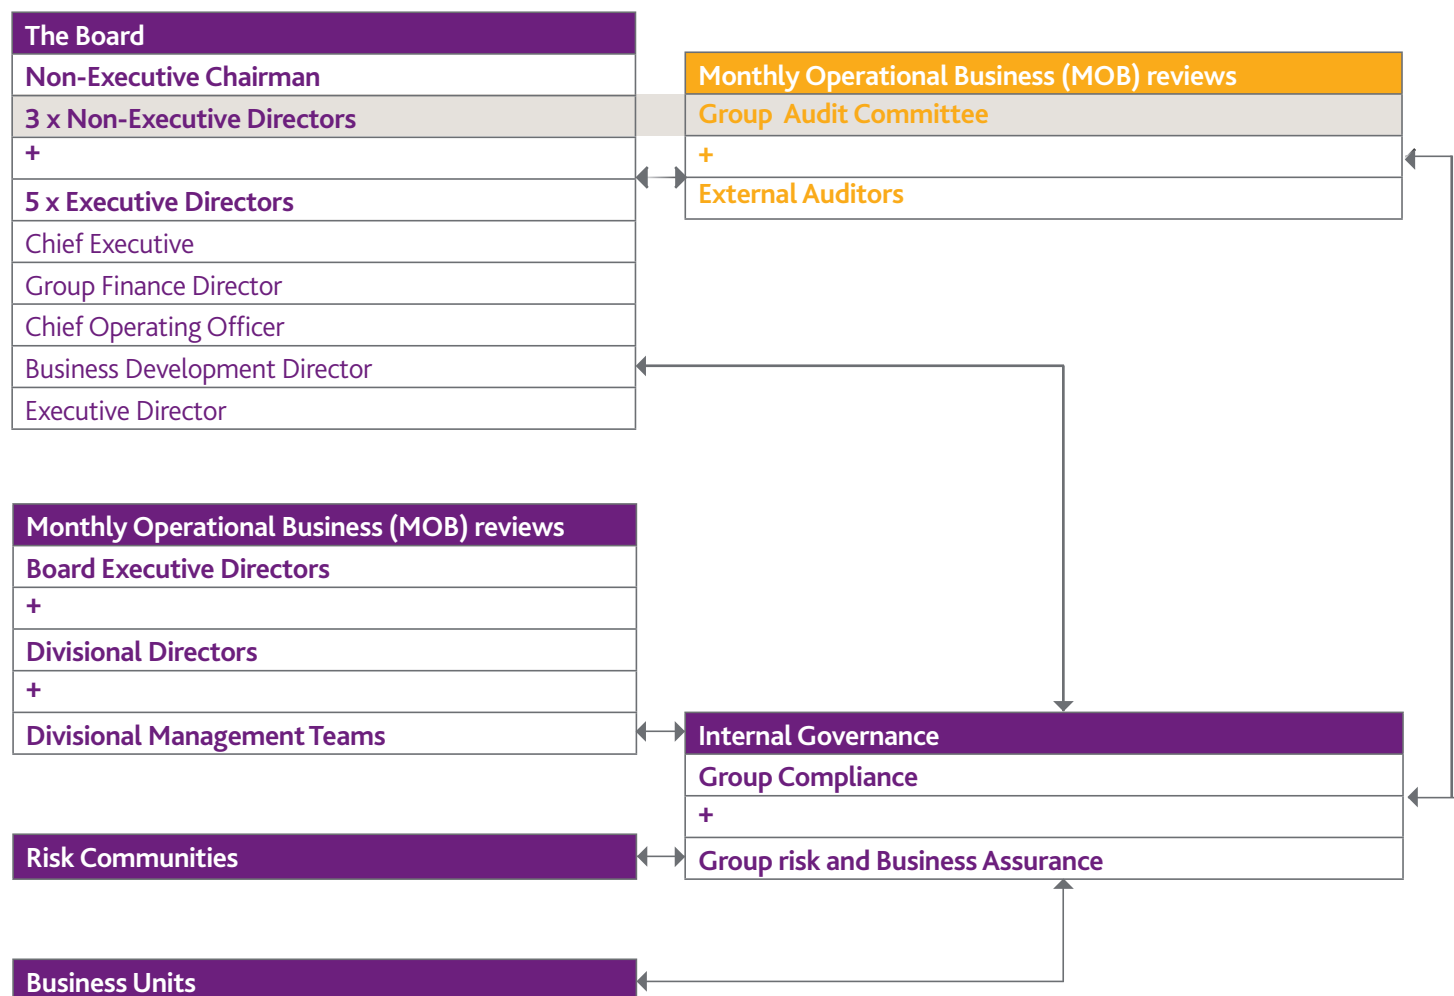 The Board
Non-Executive Chairman
3 x Non-Executive Directors
+
5 x Executive Directors
Chief Executive
Group Finance Director
Chief Operating Officer
Business Development Director
Executive Director
Monthly Operational Business (MOB) reviews
Group Audit Committee
+
External Auditors
Monthly Operational Business (MOB) reviews
Board Executive Directors
+
Divisional Directors
+
Divisional Management Teams
Internal Governance
Group Compliance
+
Group risk and Business Assurance
Risk Communities
Business Units